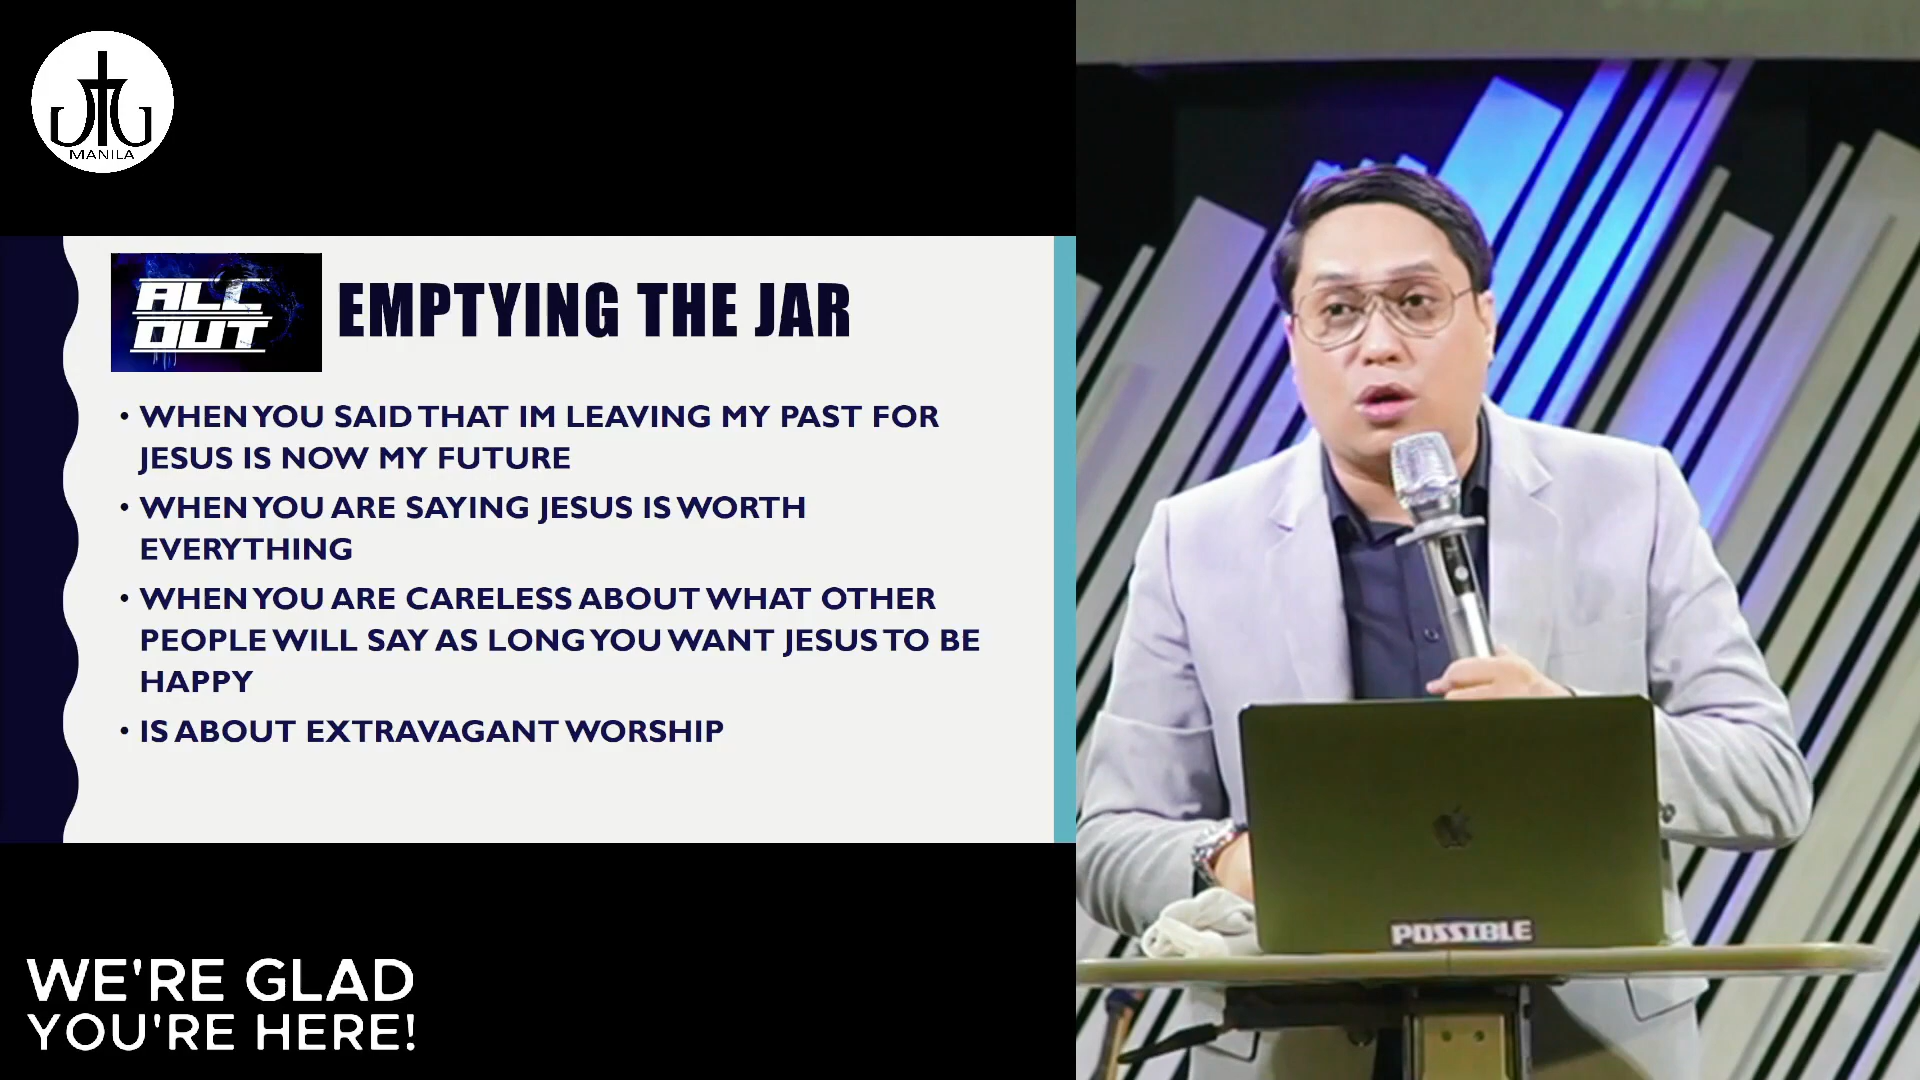 JTG
MANILA
ALL
OUT
EMPTYING THE JAR
• WHEN YOU SAID THAT IM LEAVING MY PAST FOR
JESUS IS NOW MY FUTURE
• WHEN YOU ARE SAYING JESUS IS WORTH
EVERYTHING
• WHEN YOU ARE CARELESS ABOUT WHAT OTHER
PEOPLE WILL SAY AS LONG YOU WANT JESUS TO BE
HAPPY
• IS ABOUT EXTRAVAGANT WORSHIP
WE'RE GLAD
YOU'RE HERE!
POSSIBLE